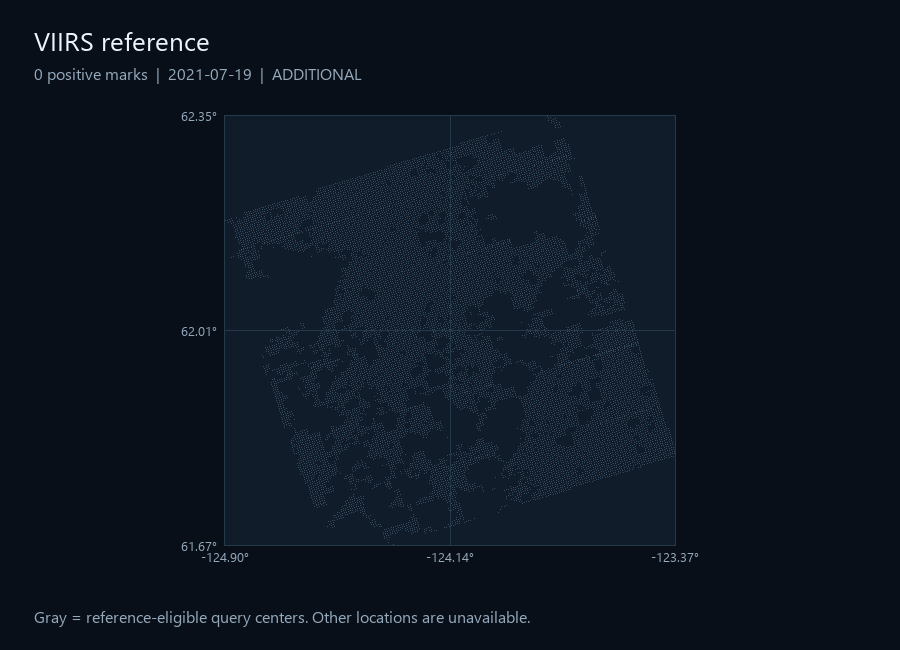 VIIRS reference
0 positive marks | 2021-07-19 | ADDITIONAL
62.35°
62.01°
61.67°
-124.90°
-124.14°
-123.37°
Gray = reference-eligible query centers. Other locations are unavailable.